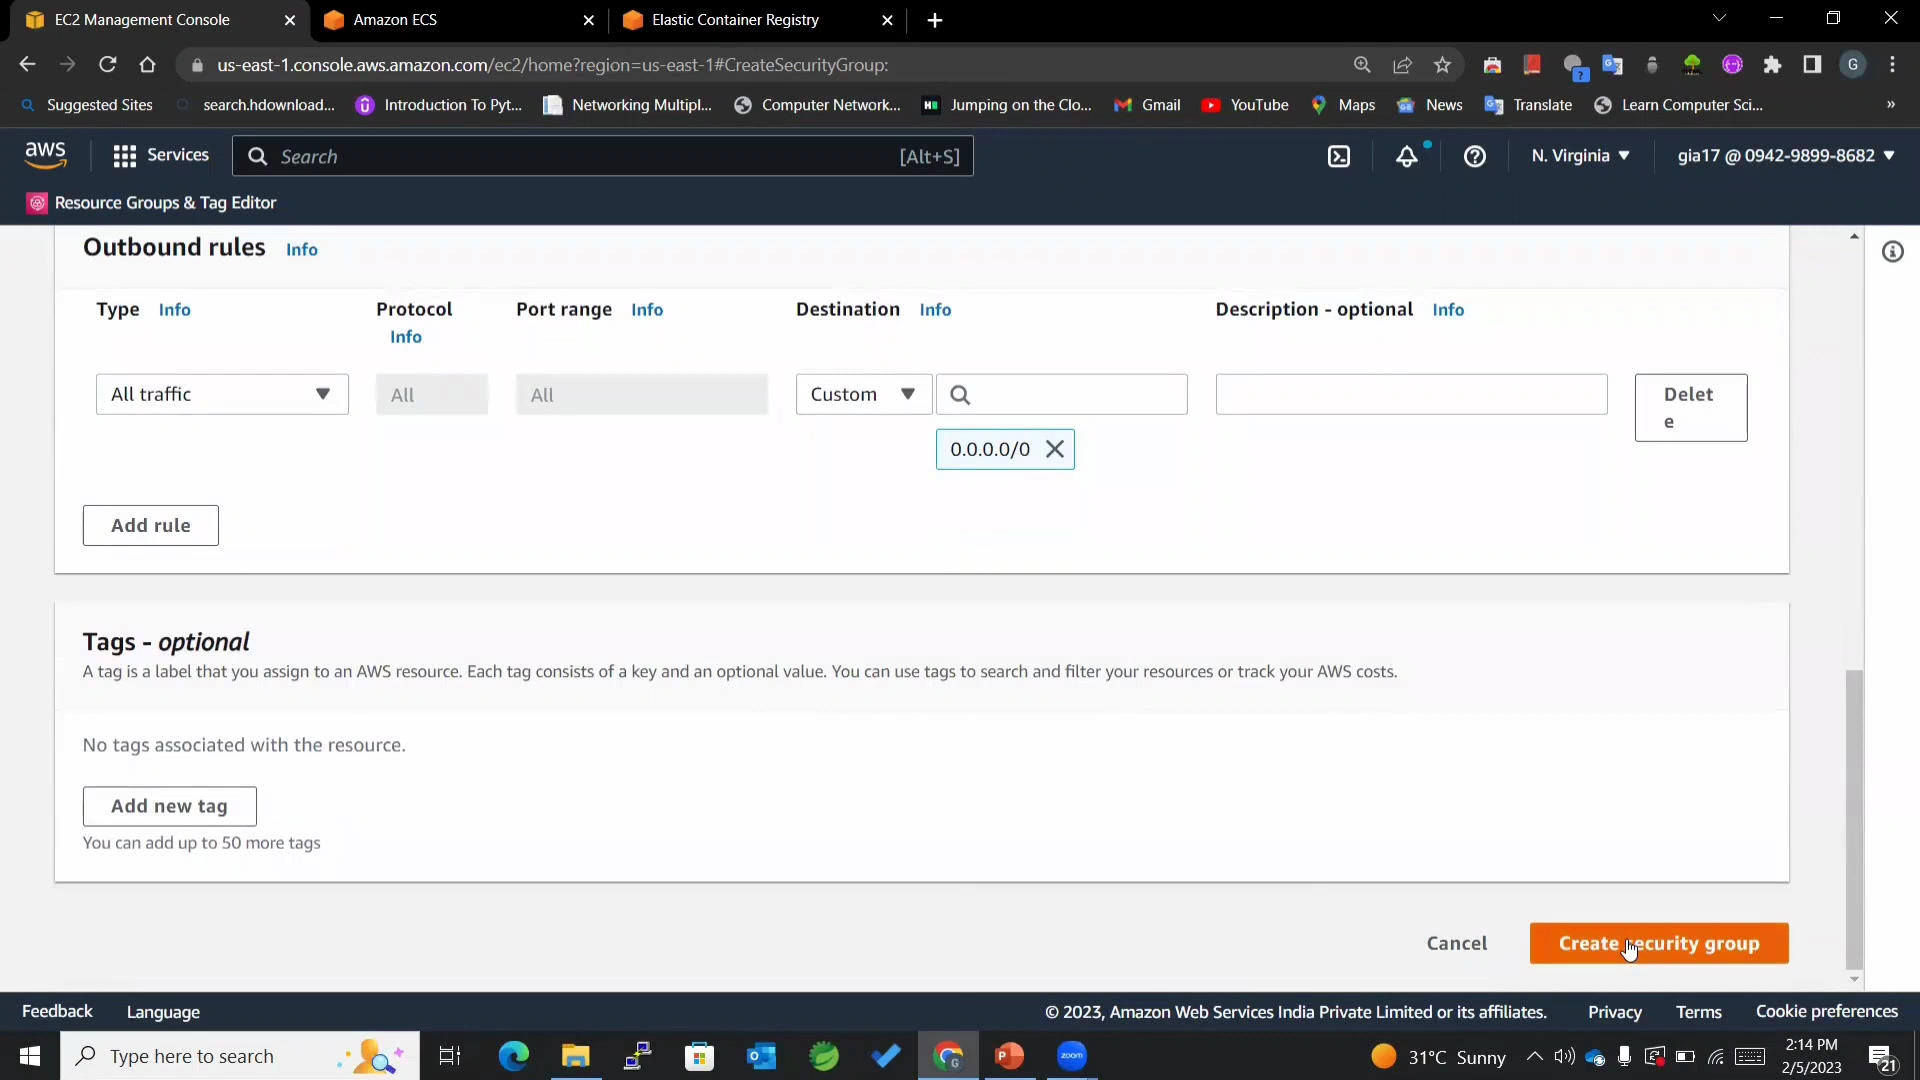 EC2 Management Console
Amazon ECS
Elastic Container Registry
us-east-1.console.aws.amazon.com/ec2/home?region=us-east-1#CreateSecurityGroup:
G
Suggested Sites
search.hdownload...
Introduction To Pyt...
Networking Multipl...
Computer Network...
Jumping on the Clo...
Gmail
YouTube
Maps
News
Translate
Learn Computer Sci...
»
aws
Services
Search
[Alt+S]
N. Virginia
gia17 @ 0942-9899-8682
Resource Groups & Tag Editor
Outbound rules Info
Type Info
Protocol
Info
Port range Info
Destination Info
Description - optional Info
All traffic
All
All
Custom
Delet
e
0.0.0.0/0
Add rule
Tags - optional
A tag is a label that you assign to an AWS resource. Each tag consists of a key and an optional value. You can use tags to search and filter your resources or track your AWS costs.
No tags associated with the resource.
Add new tag
You can add up to 50 more tags
Cancel
Create security group
Feedback
Language
© 2023, Amazon Web Services India Private Limited or its affiliates.
Privacy
Terms
Cookie preferences
Type here to search
zoom
31°C Sunny
2:14 PM
2/5/2023
21